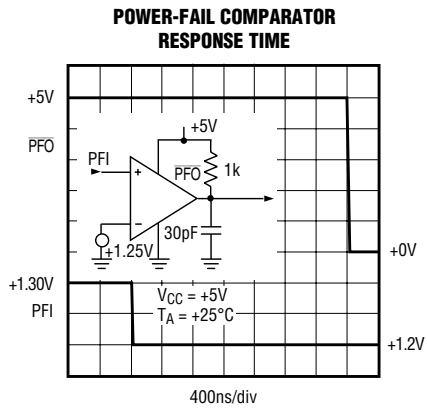 POWER-FAIL COMPARATOR
RESPONSE TIME
+5V
+5V
PFO
PFI
+
PFO
1k
−
30pF
+1.25V
+0V
+1.30V
PFI
VCC = +5V
TA = +25°C
+1.2V
400ns/div